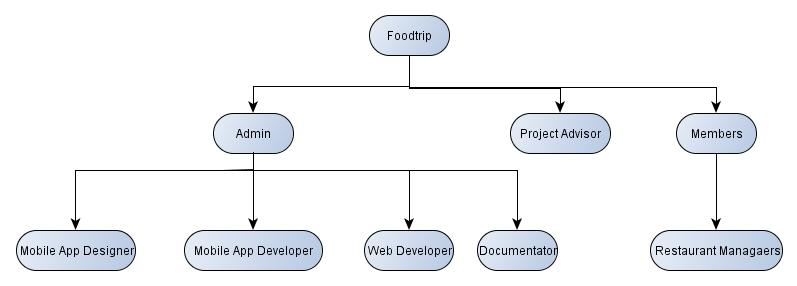 Foodtrip
Admin
Project Advisor
Members
Mobile App Designer
Mobile App Developer
Web Developer
Documentator
Restaurant Managaers